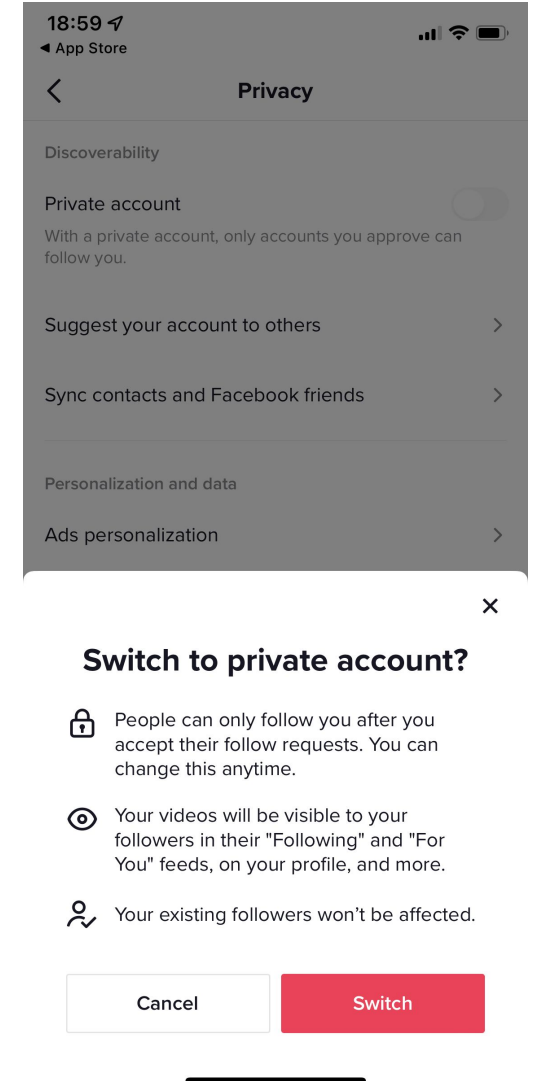 18:59
◀ App Store
Privacy
Discoverability
Private account
With a private account, only accounts you approve can
follow you.
Suggest your account to others
Sync contacts and Facebook friends
Personalization and data
Ads personalization
Switch to private account?
People can only follow you after you
accept their follow requests. You can
change this anytime.
Your videos will be visible to your
followers in their "Following" and "For
You" feeds, on your profile, and more.
Your existing followers won’t be affected.
Cancel
Switch